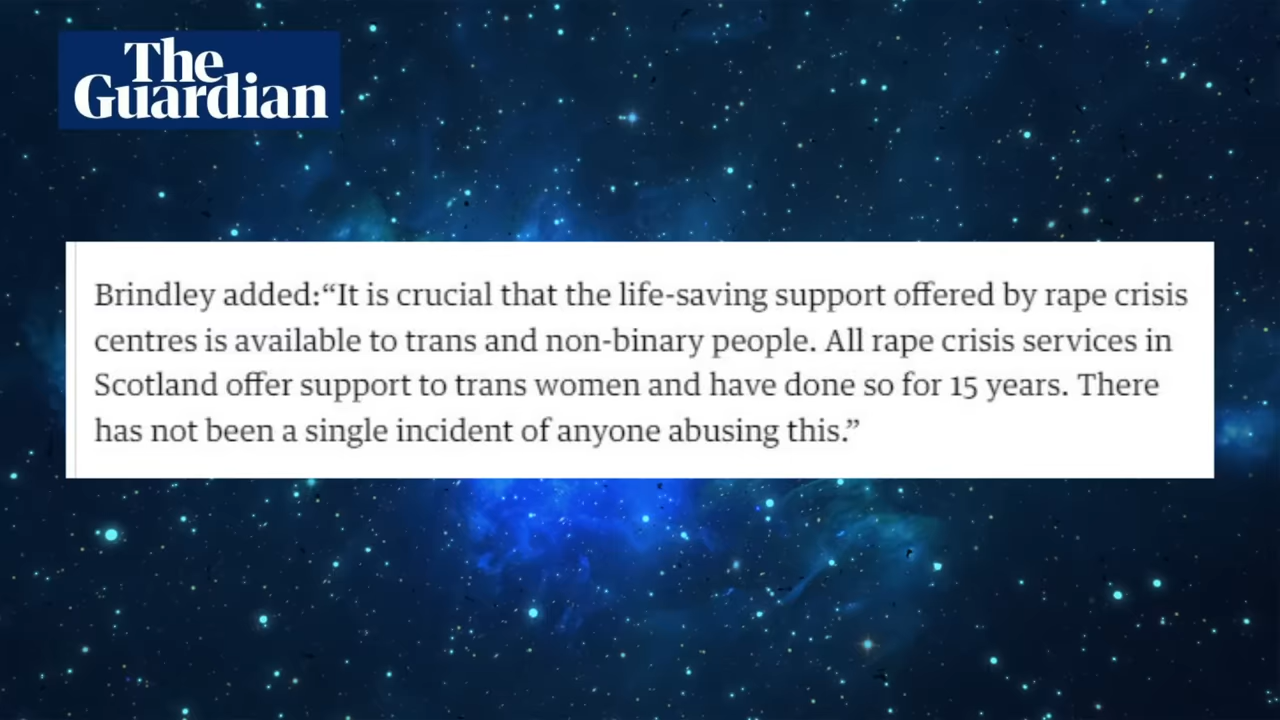 The
Guardian
Brindley added:“It is crucial that the life-saving support offered by rape crisis
centres is available to trans and non-binary people. All rape crisis services in
Scotland offer support to trans women and have done so for 15 years. There
has not been a single incident of anyone abusing this.”